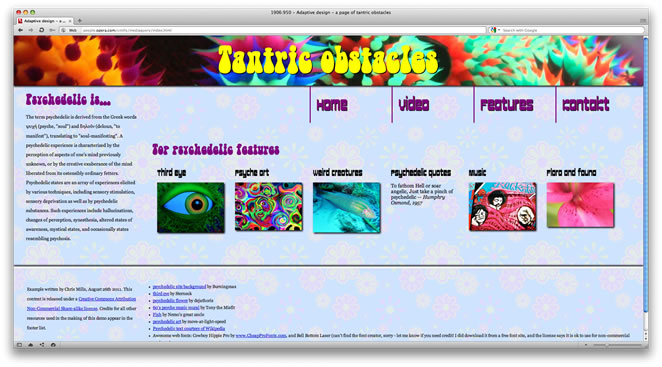 1006×950 – Adaptive design – a page of tantric obstacles
Adaptive design – a ...
Web
Search with Google
Tantric obstacles
Psychedelic is...
The term psychedelic is derived from the Greek words
ψυχή (psyche, "soul") and δηλοῦν (deloun, "to
manifest"), translating to "soul-manifesting". A
psychedelic experience is characterized by the
perception of aspects of one's mind previously
unknown, or by the creative exuberance of the mind
liberated from its ostensibly ordinary fetters.
Psychedelic states are an array of experiences elicited
by various techniques, including sensory stimulation,
sensory deprivation as well as by psychedelic
substances. Such experiences include hallucinations,
changes of perception, synesthesia, altered states of
awareness, mystical states, and occasionally states
resembling psychosis.
Home
Video
Features
Kontakt
Top psychedelic features
Third eye
Psyche art
Weird creatures
Psychedelic quotes
To fathom Hell or soar
angelic, Just take a pinch of
psychedelic -- Humphry
Osmond, 1957
Music
Flora and fauna
Example written by Chris Mills, August 16th 2011. This
content is released under a Creative Commons Attribution
Non-Commercial Share-alike license. Credits for all other
resources used in the making of this demo appear in the
footer list.
psychedelic site background by Burningman
third eye by
psychedelic flower by
60's psyche music mural by Tony the Misfit
Fish by Nemo's great uncle
psychedelic art by move-at-light-speed
Psychedelic text courtesy of Wikipedia
Awesome web fonts: Cowboy Hippie Pro by www.CheapProFonts.com, and Bell Bottom Laser (can't find the font creator, sorry - let me know if you need credit! I did download it from a free font site, and the license says it is ok to use for non-commercial